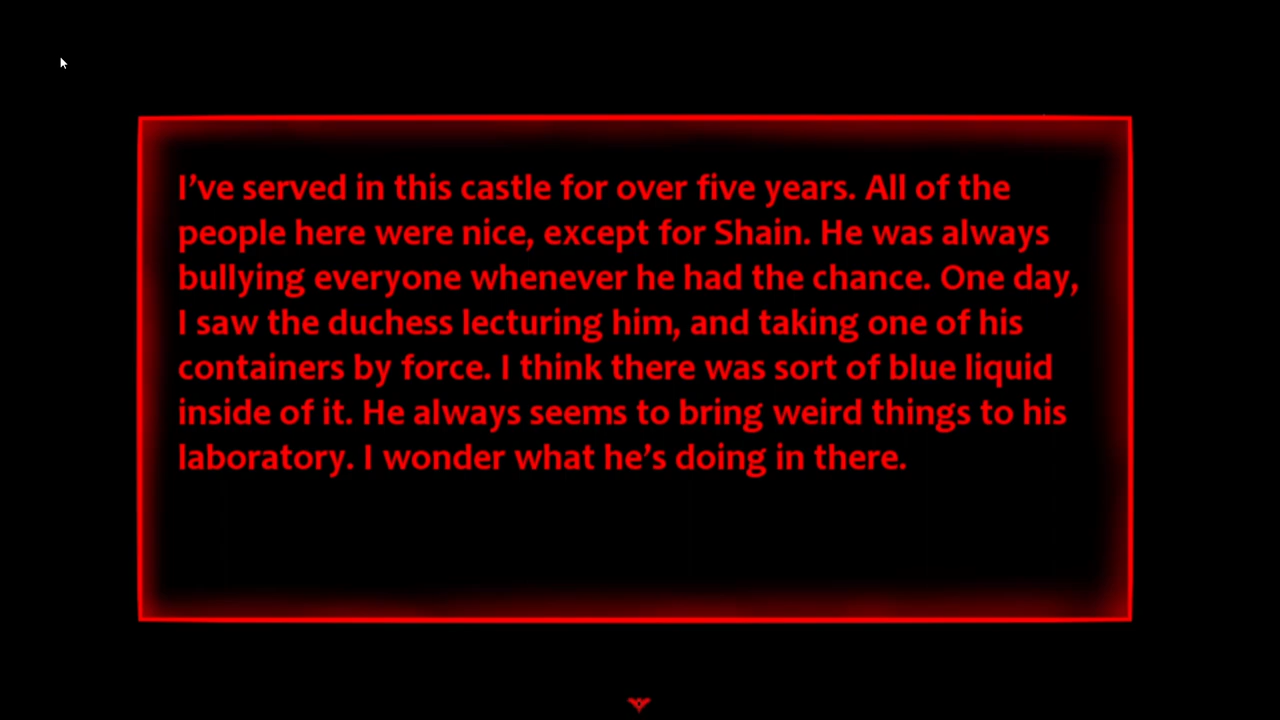 I’ve served in this castle for over five years. All of the
people here were nice, except for Shain. He was always
bullying everyone whenever he had the chance. One day,
I saw the duchess lecturing him, and taking one of his
containers by force. I think there was sort of blue liquid
inside of it. He always seems to bring weird things to his
laboratory. I wonder what he’s doing in there.